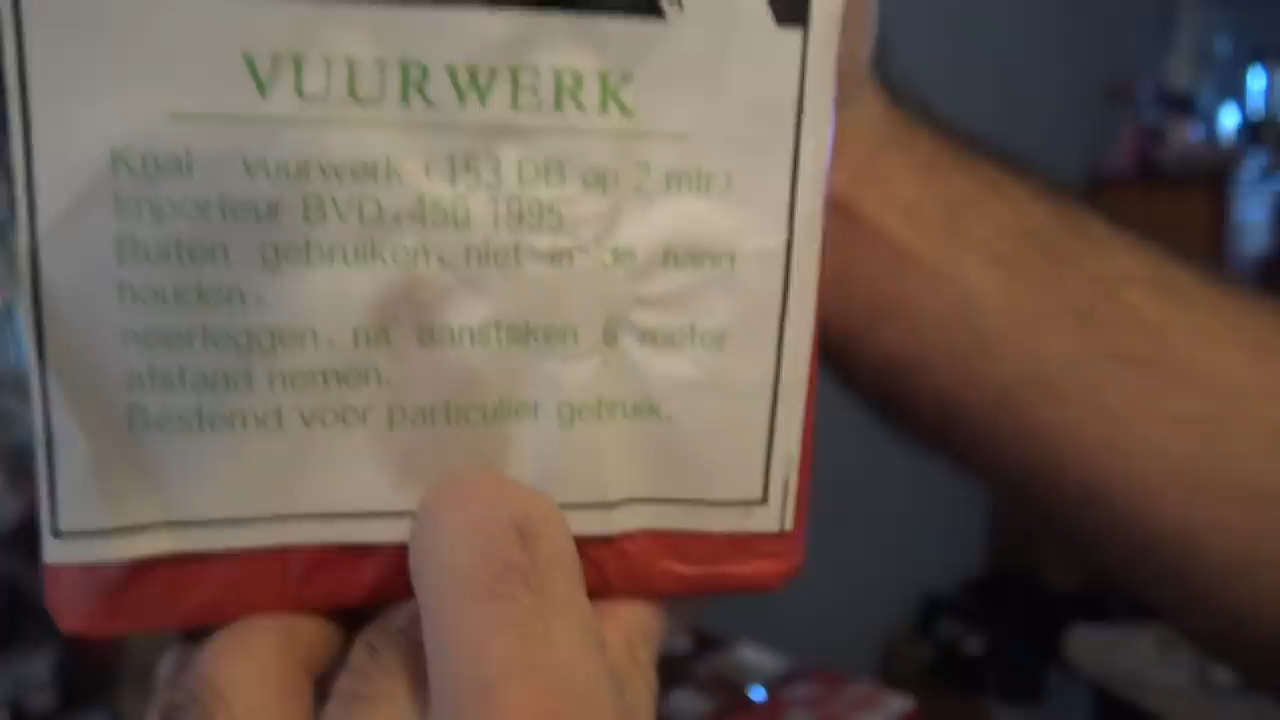 VUURWERK
Knal vuurwerk (153 DB op 2 mtr.)
Importeur BVD. 450 1995
Buiten gebruiken, niet in de hand
houden.
neerleggen, na aansteken 6 meter
afstand nemen.
Bestemd voor particulier gebruik.